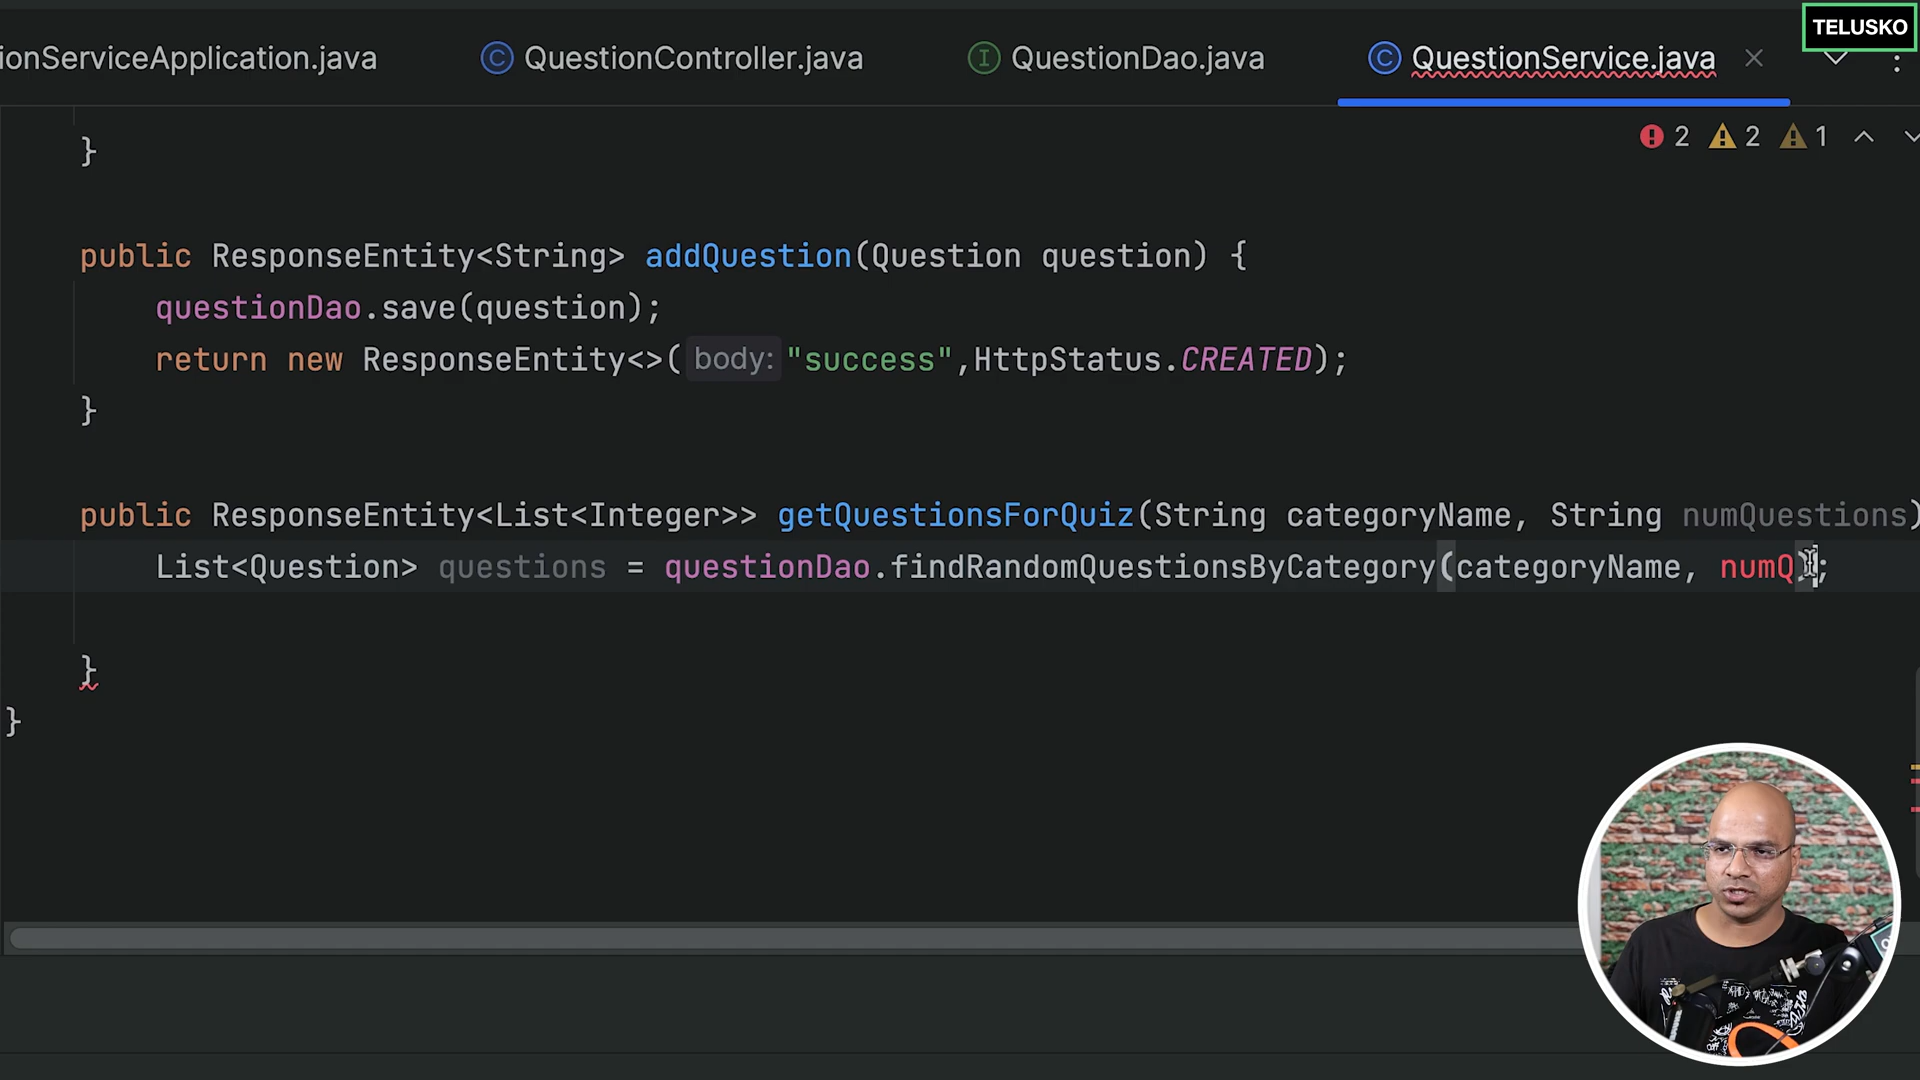 TELUSKO
ionServiceApplication.java QuestionController.java QuestionDao.java QuestionService.java
2 2 1
}
public ResponseEntity<String> addQuestion(Question question) {
questionDao.save(question);
return new ResponseEntity<>( body: "success",HttpStatus.CREATED);
}
public ResponseEntity<List<Integer>> getQuestionsForQuiz(String categoryName, String numQuestions)
List<Question> questions = questionDao.findRandomQuestionsByCategory(categoryName, numQ);
}
}